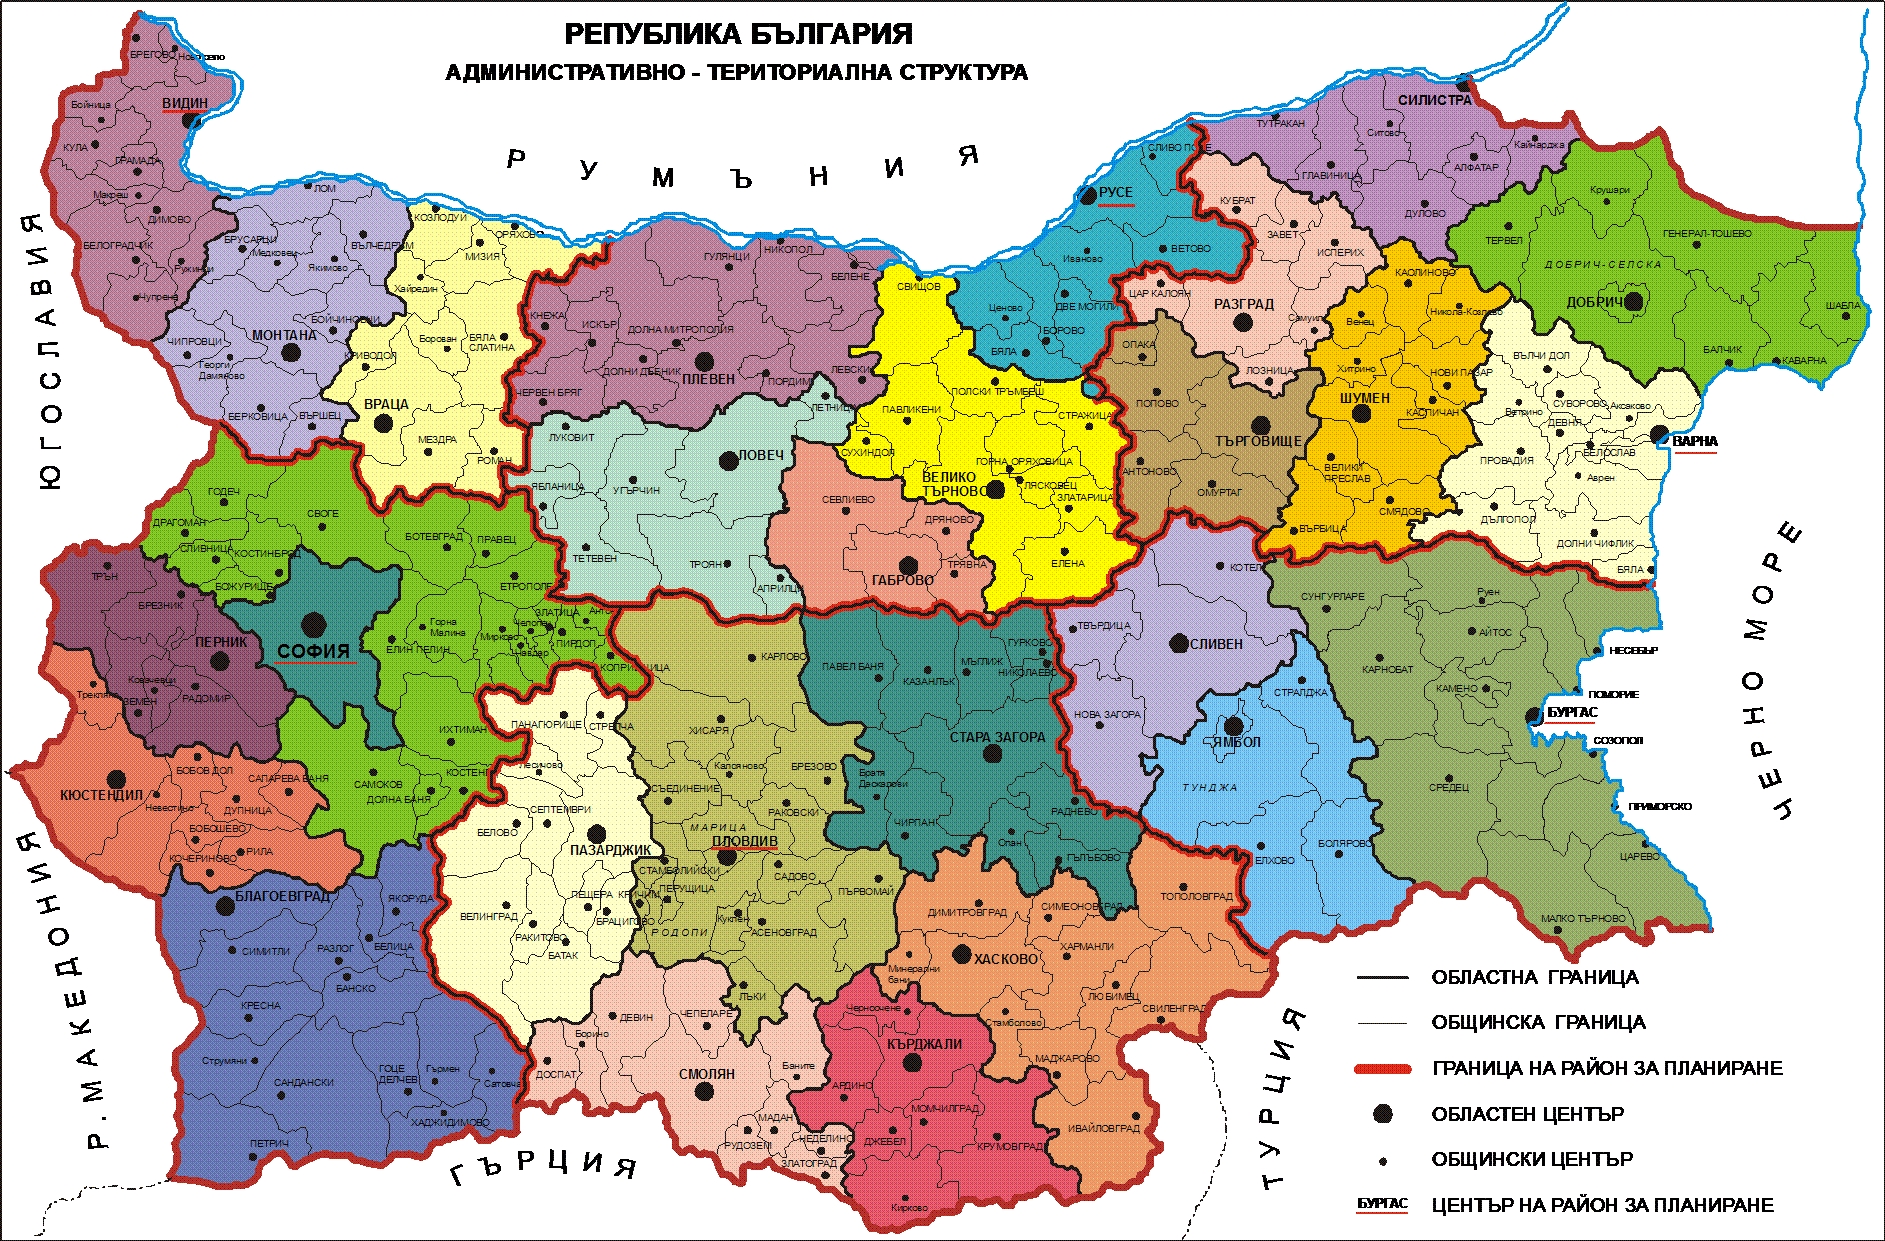 РЕПУБЛИКА БЪЛГАРИЯ
АДМИНИСТРАТИВНО - ТЕРИТОРИАЛНА СТРУКТУРА
РУМЪНИЯ
ЮГОСЛАВИЯ
Р. МАКЕДОНИЯ
ГЪРЦИЯ
ТУРЦИЯ
ЧЕРНО МОРЕ
БРЕГОВО
Ново село
Бойница
ВИДИН
КУЛА
ГРАМАДА
Макреш
ДИМОВО
БЕЛОГРАДЧИК
Ружинци
Чупрене
ЛОМ
БРУСАРЦИ
Медковец
ВЪЛЧЕДРЪМ
Якимово
БОЙЧИНОВЦИ
МОНТАНА
ЧИПРОВЦИ
Георги
Дамяново
БЕРКОВИЦА
ВЪРШЕЦ
КОЗЛОДУЙ
ОРЯХОВО
МИЗИЯ
Хайредин
Борован
БЯЛА
СЛАТИНА
КРИВОДОЛ
ВРАЦА
МЕЗДРА
РОМАН
НИКОПОЛ
ГУЛЯНЦИ
БЕЛЕНЕ
КНЕЖА
ИСКЪР
ДОЛНА МИТРОПОЛИЯ
ДОЛНИ ДЪБНИК
ПЛЕВЕН
ПОРДИМ
ЛЕВСКИ
ЧЕРВЕН БРЯГ
ЛУКОВИТ
ЛЕТНИЦА
ЛОВЕЧ
ЯБЛАНИЦА
УГЪРЧИН
ТЕТЕВЕН
ТРОЯН
АПРИЛЦИ
СЕВЛИЕВО
ДРЯНОВО
ГАБРОВО
ТРЯВНА
СВИЩОВ
ПОЛСКИ ТРЪМБЕШ
ПАВЛИКЕНИ
СТРАЖИЦА
СУХИНДОЛ
ГОРНА ОРЯХОВИЦА
ВЕЛИКО
ТЪРНОВО
ЛЯСКОВЕЦ
ЗЛАТАРИЦА
ЕЛЕНА
СЛИВО ПОЛЕ
РУСЕ
ВЕТОВО
Иваново
Ценово
ДВЕ МОГИЛИ
БОРОВО
БЯЛА
СИЛИСТРА
ТУТРАКАН
Ситово
Кайнарджа
АЛФАТАР
ГЛАВИНИЦА
ДУЛОВО
КУБРАТ
ЗАВЕТ
ИСПЕРИХ
ЦАР КАЛОЯН
РАЗГРАД
Самуил
ЛОЗНИЦА
ОПАКА
ПОПОВО
ТЪРГОВИЩЕ
АНТОНОВО
ОМУРТАГ
КАОЛИНОВО
Никола-Козлево
Венец
Хитрино
НОВИ ПАЗАР
ШУМЕН
КАСПИЧАН
ВЕЛИКИ
ПРЕСЛАВ
СМЯДОВО
ВЪРБИЦА
Крушари
ТЕРВЕЛ
ГЕНЕРАЛ-ТОШЕВО
ДОБРИЧ-СЕЛСКА
ДОБРИЧ
ШАБЛА
БАЛЧИК
КАВАРНА
ВЪЛЧИ ДОЛ
СУВОРОВО
Аксаково
Ветрино
ДЕВНЯ
ВАРНА
БЕЛОСЛАВ
ПРОВАДИЯ
Аврен
ДЪЛГОПОЛ
ДОЛНИ ЧИФЛИК
БЯЛА
ГОДЕЧ
СВОГЕ
ДРАГОМАН
СЛИВНИЦА
КОСТИНБРОД
БОЖУРИЩЕ
БОТЕВГРАД
ПРАВЕЦ
ЕТРОПОЛЕ
ЗЛАТИЦА
Челопеч
Мирково
ПИРДОП
Чавдар
КОПРИВЩИЦА
Горна
Малина
ЕЛИН ПЕЛИН
СОФИЯ
ИХТИМАН
КОСТЕНЕЦ
САМОКОВ
ДОЛНА БАНЯ
ТРЪН
БРЕЗНИК
ПЕРНИК
Ковачевци
ЗЕМЕН
РАДОМИР
Трекляно
КЮСТЕНДИЛ
БОБОВ ДОЛ
САПАРЕВА БАНЯ
Невестино
ДУПНИЦА
БОБОШЕВО
РИЛА
КОЧЕРИНОВО
БЛАГОЕВГРАД
ЯКОРУДА
СИМИТЛИ
РАЗЛОГ
БЕЛИЦА
БАНСКО
КРЕСНА
Струмяни
САНДАНСКИ
ГОЦЕ
ДЕЛЧЕВ
Гърмен
Сатовча
ХАДЖИДИМОВО
ПЕТРИЧ
ПАНАГЮРИЩЕ
СТРЕЛЧА
Лесичово
СЕПТЕМВРИ
БЕЛОВО
ПАЗАРДЖИК
ПЕЩЕРА
БРАЦИГОВО
ВЕЛИНГРАД
РАКИТОВО
БАТАК
КАРЛОВО
ХИСАРЯ
Калояново
БРЕЗОВО
СЪЕДИНЕНИЕ
РАКОВСКИ
МАРИЦА
ПЛОВДИВ
СТАМБОЛИЙСКИ
САДОВО
ПЕРУЩИЦА
КРИЧИМ
ПЪРВОМАЙ
Куклен
РОДОПИ
АСЕНОВГРАД
ЛЪКИ
ПАВЕЛ БАНЯ
КАЗАНЛЪК
МЪГЛИЖ
ГУРКОВО
НИКОЛАЕВО
СТАРА ЗАГОРА
Братя
Даскалови
ЧИРПАН
Опан
РАДНЕВО
ГЪЛЪБОВО
КОТЕЛ
ТВЪРДИЦА
СЛИВЕН
НОВА ЗАГОРА
СТРАЛДЖА
ЯМБОЛ
ТУНДЖА
ЕЛХОВО
БОЛЯРОВО
СУНГУРЛАРЕ
Руен
АЙТОС
КАРНОБАТ
КАМЕНО
НЕСЕБЪР
ПОМОРИЕ
БУРГАС
СОЗОПОЛ
СРЕДЕЦ
ПРИМОРСКО
ЦАРЕВО
МАЛКО ТЪРНОВО
ТОПОЛОВГРАД
ДИМИТРОВГРАД
СИМЕОНОВГРАД
ХАСКОВО
ХАРМАНЛИ
Минерални
бани
ЛЮБИМЕЦ
СВИЛЕНГРАД
Стамболово
МАДЖАРОВО
ИВАЙЛОВГРАД
Черноочене
КЪРДЖАЛИ
АРДИНО
МОМЧИЛГРАД
ДЖЕБЕЛ
КРУМОВГРАД
Кирково
ДЕВИН
ЧЕПЕЛАРЕ
Борино
ДОСПАТ
СМОЛЯН
Баните
МАДАН
РУДОЗЕМ
НЕДЕЛИНО
ЗЛАТОГРАД
ОБЛАСТНА ГРАНИЦА
ОБЩИНСКА ГРАНИЦА
ГРАНИЦА НА РАЙОН ЗА ПЛАНИРАНЕ
ОБЛАСТЕН ЦЕНТЪР
ОБЩИНСКИ ЦЕНТЪР
БУРГАС ЦЕНТЪР НА РАЙОН ЗА ПЛАНИРАНЕ